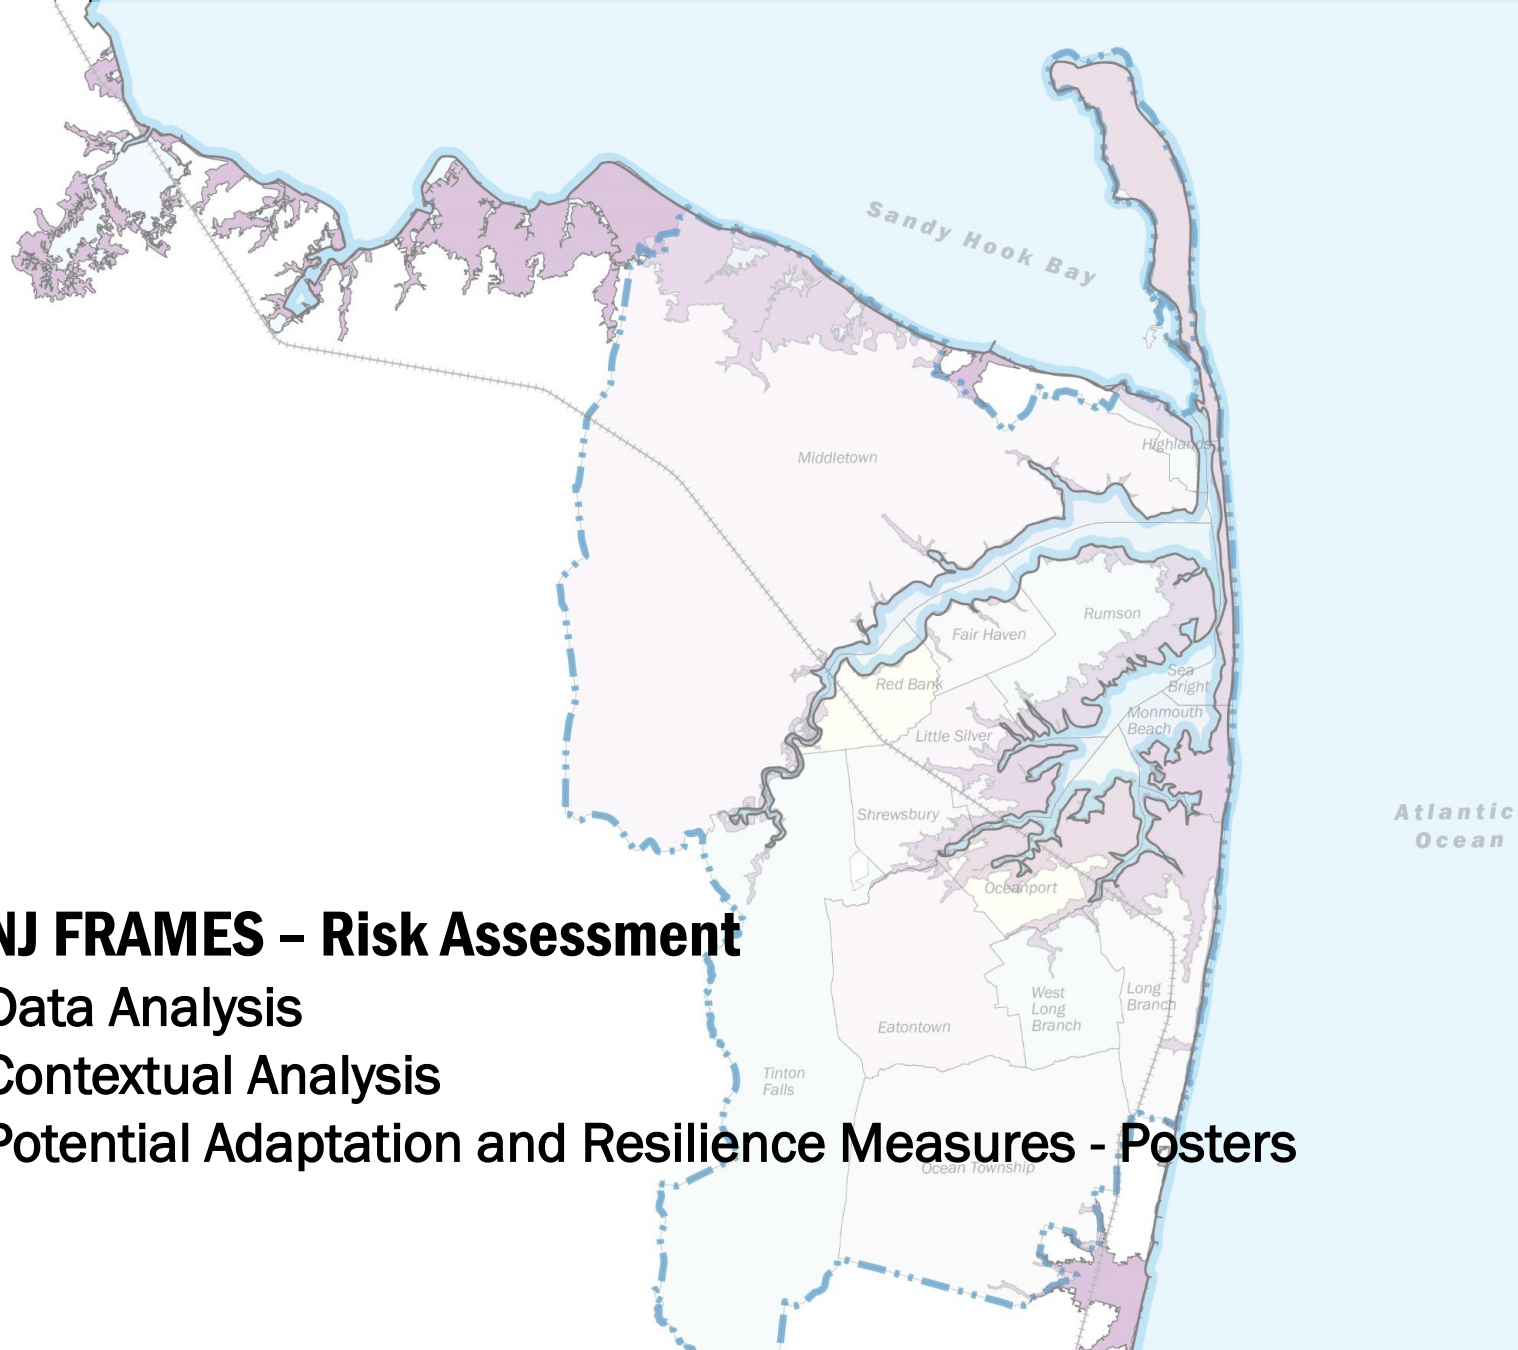 Sandy Hook Bay
Highlands
Middletown
Rumson
Fair Haven
Sea
Bright
Red Bank
Monmouth
Beach
Little Silver
Shrewsbury
Atlantic
Ocean
Oceanport
NJ FRAMES – Risk Assessment
Data Analysis
West
Long
Branch
Long
Branch
Eatontown
Contextual Analysis
Tinton
Falls
Potential Adaptation and Resilience Measures - Posters
Ocean Township